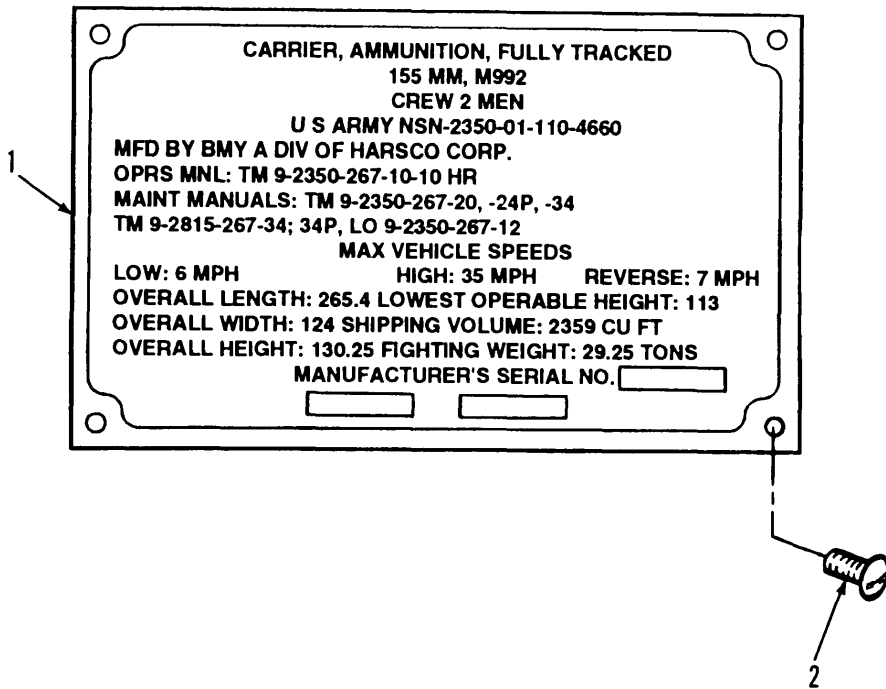 CARRIER, AMMUNITION, FULLY TRACKED
155 MM, M992
CREW 2 MEN
U S ARMY NSN-2350-01-110-4660
MFD BY BMY A DIV OF HARSCO CORP.
OPRS MNL: TM 9-2350-267-10-10 HR
MAINT MANUALS: TM 9-2350-267-20, -24P, -34
TM 9-2815-267-34; 34P, LO 9-2350-267-12
MAX VEHICLE SPEEDS
LOW: 6 MPH HIGH: 35 MPH REVERSE: 7 MPH
OVERALL LENGTH: 265.4 LOWEST OPERABLE HEIGHT: 113
OVERALL WIDTH: 124 SHIPPING VOLUME: 2359 CU FT
OVERALL HEIGHT: 130.25 FIGHTING WEIGHT: 29.25 TONS
MANUFACTURER'S SERIAL NO.
1
2